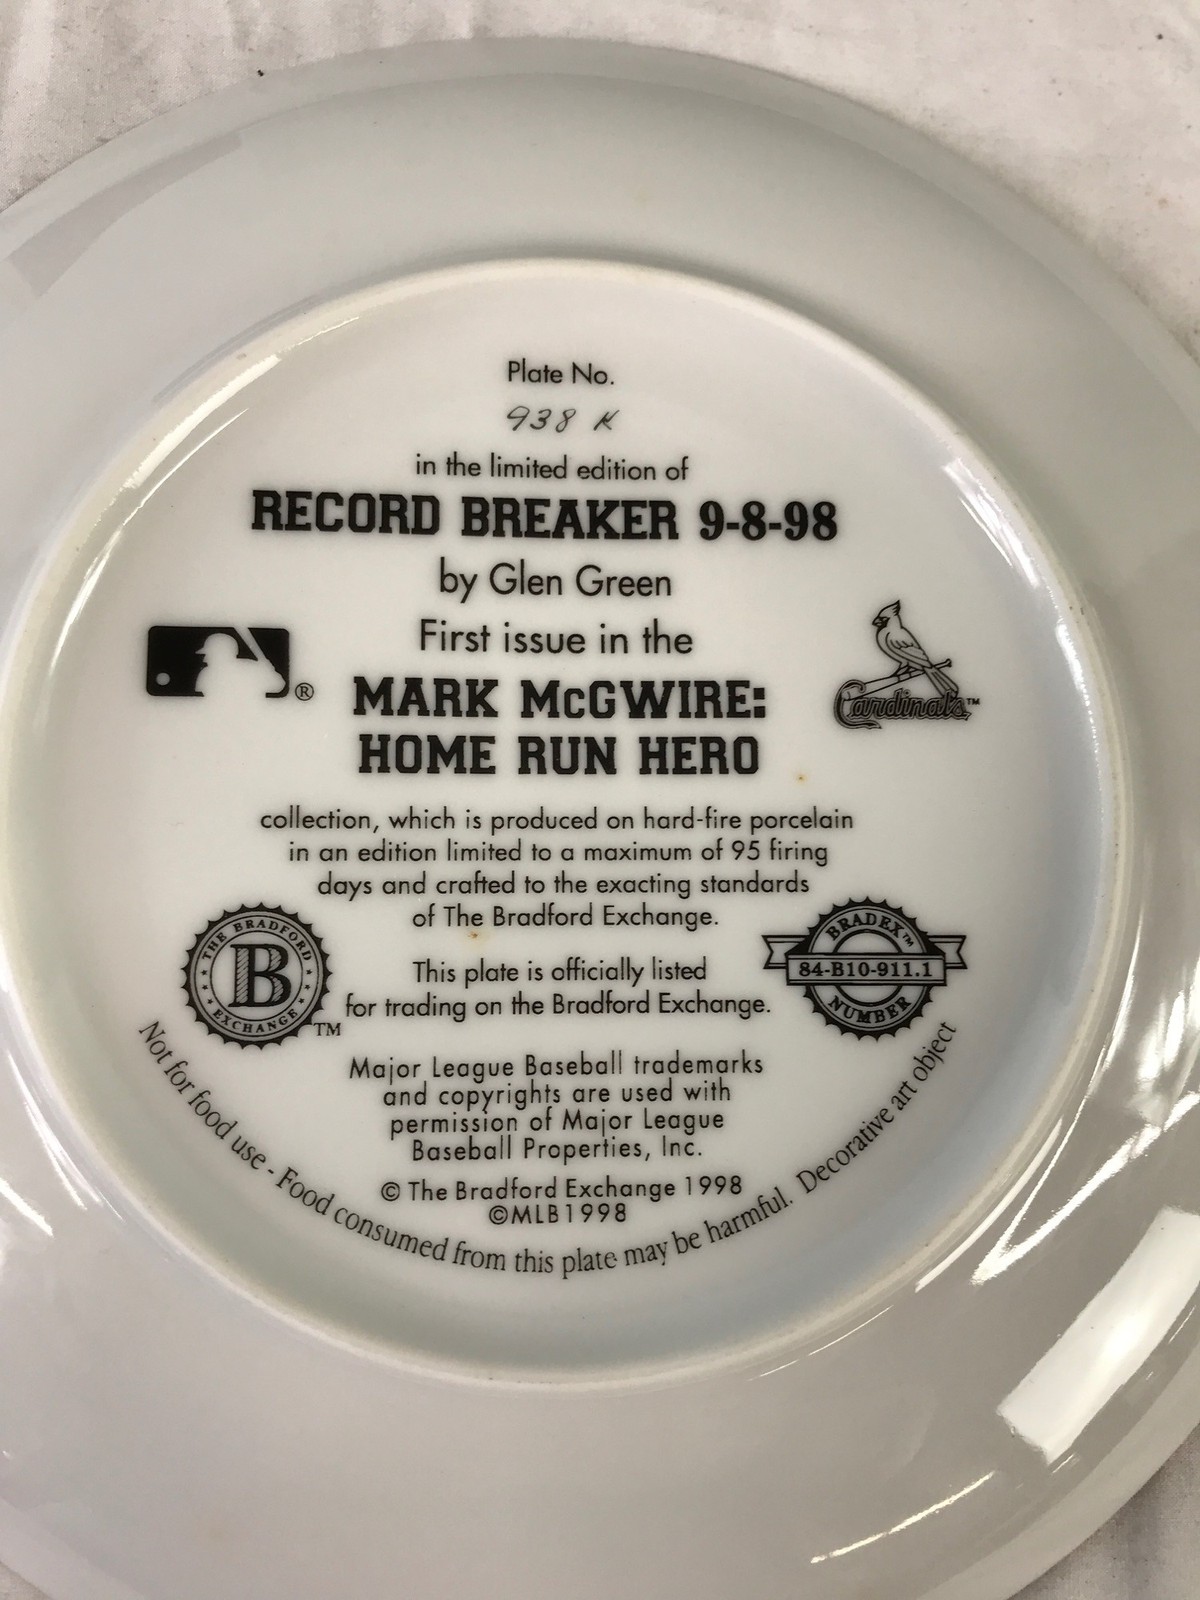 Plate No.
938 K
in the limited edition of
RECORD BREAKER 9-8-98
by Glen Green
First issue in the
MARK McGWIRE:
HOME RUN HERO
®
Cardinals™
collection, which is produced on hard-fire porcelain
in an edition limited to a maximum of 95 firing
days and crafted to the exacting standards
of The Bradford Exchange.
THE BRADFORD
B
EXCHANGE
TM
This plate is officially listed
for trading on the Bradford Exchange.
BRADEX™
84-B10-911.1
NUMBER
Major League Baseball trademarks
and copyrights are used with
permission of Major League
Baseball Properties, Inc.
© The Bradford Exchange 1998
©MLB1998
Not for food use - Food consumed from this plate may be harmful. Decorative art object